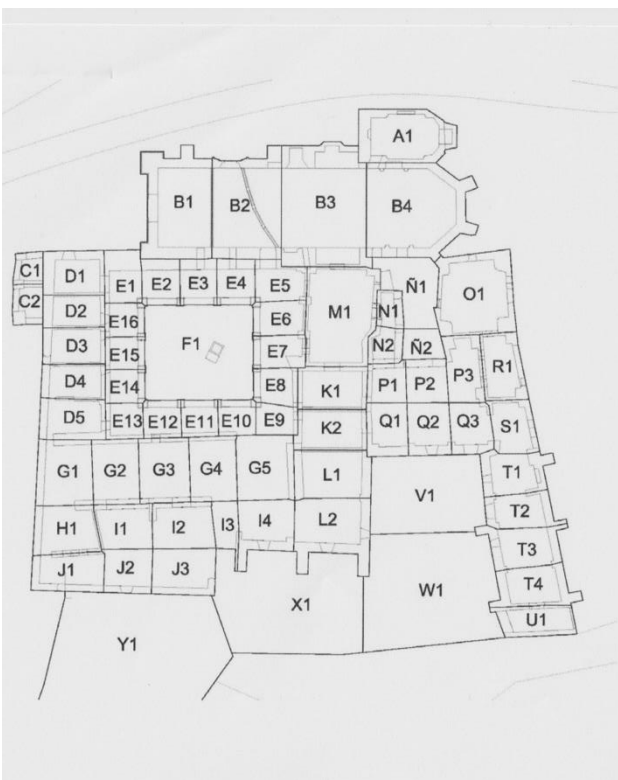 A1
B1 B2 B3 B4
C1 D1 E1 E2 E3 E4 E5 Ñ1 O1
C2 D2 E16 E6 M1 N1
D3 E15 F1 E7 N2 Ñ2 P3 R1
D4 E14 E8 K1 P1 P2
D5 E13 E12 E11 E10 E9 K2 Q1 Q2 Q3 S1
G1 G2 G3 G4 G5 L1 T1
V1
H1 I1 I2 I3 I4 L2 T2
J1 J2 J3 T3
X1 W1 T4
U1
Y1